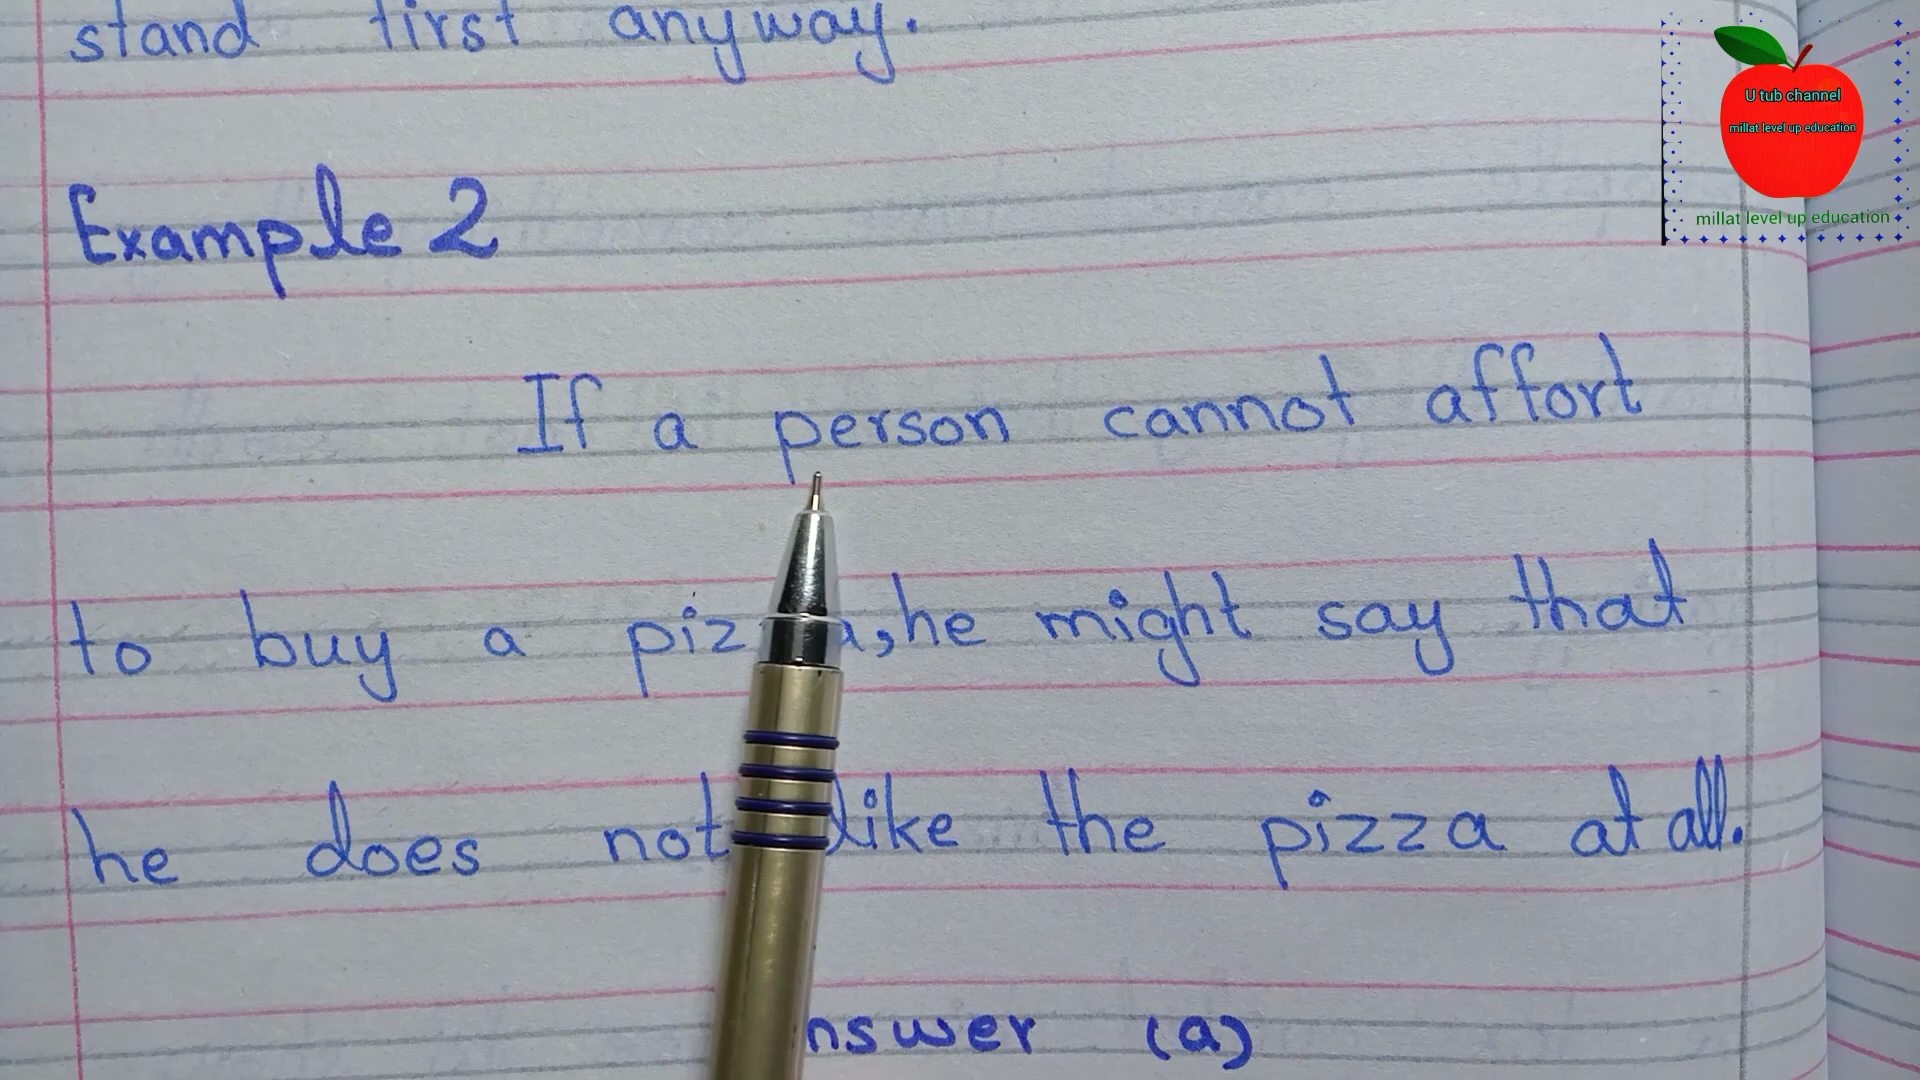 stand first anyway.
U tub channel
millat level up education
millat level up education
Example 2
If a person cannot affort
to buy a pizza, he might say that
he does not like the pizza at all.
nswer (a)